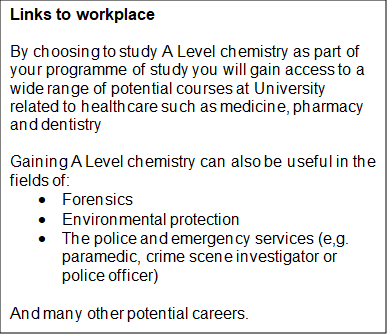 Links to workplace
By choosing to study A Level chemistry as part of
your programme of study you will gain access to a
wide range of potential courses at University
related to healthcare such as medicine, pharmacy
and dentistry
Gaining A Level chemistry can also be useful in the
fields of:
• Forensics
• Environmental protection
• The police and emergency services (e,g.
paramedic, crime scene investigator or
police officer)
And many other potential careers.